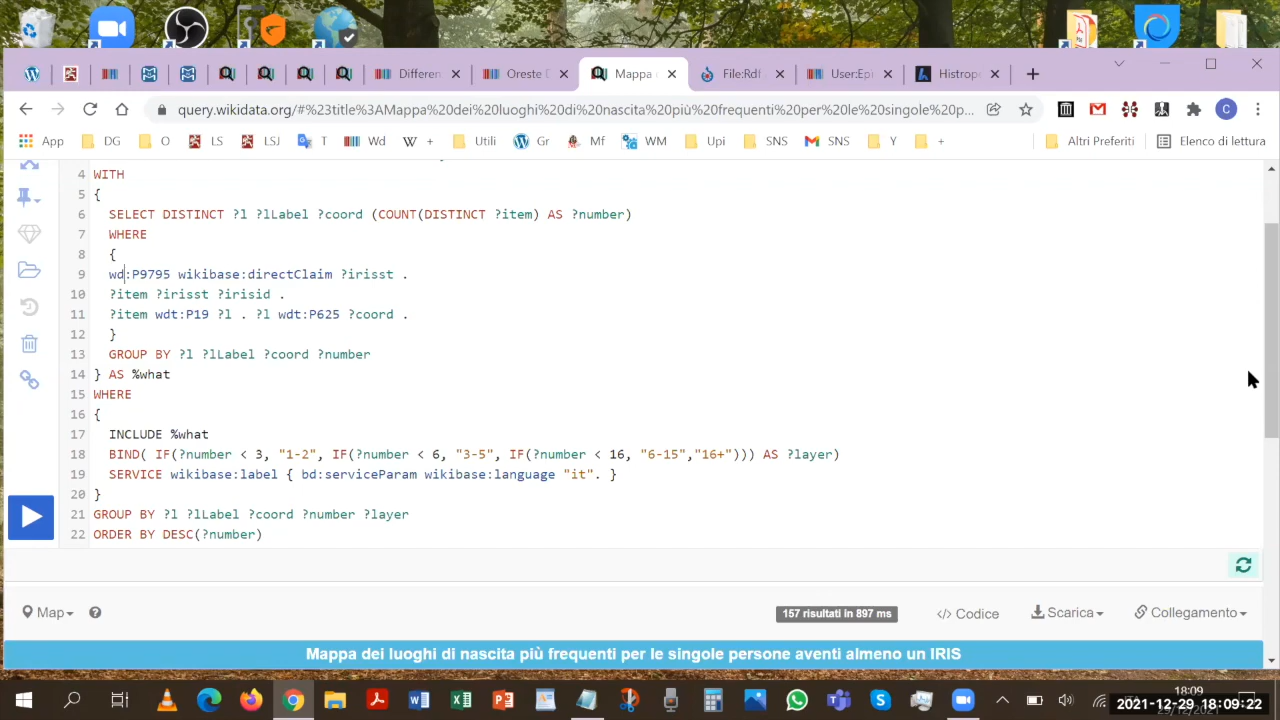 Differen
Oreste D
Mappa
File:Rdf
User:Epi
Histrop
query.wikidata.org/#%23title%3AMappa%20dei%20luoghi%20di%20nascita%20più%20frequenti%20per%20le%20singole%20p...
C
App DG O LS LSJ T Wd + Utili Gr Mf WM Upi SNS SNS Y + Altri Preferiti Elenco di lettura
4 WITH
5 {
6 SELECT DISTINCT ?l ?lLabel ?coord (COUNT(DISTINCT ?item) AS ?number)
7 WHERE
8 {
9 wd:P9795 wikibase:directClaim ?irisst .
10 ?item ?irisst ?irisid .
11 ?item wdt:P19 ?l . ?l wdt:P625 ?coord .
12 }
13 GROUP BY ?l ?lLabel ?coord ?number
14 } AS %what
15 WHERE
16 {
17 INCLUDE %what
18 BIND( IF(?number < 3, "1-2", IF(?number < 6, "3-5", IF(?number < 16, "6-15","16+"))) AS ?layer)
19 SERVICE wikibase:label { bd:serviceParam wikibase:language "it". }
20 }
21 GROUP BY ?l ?lLabel ?coord ?number ?layer
22 ORDER BY DESC(?number)
Map
157 risultati in 897 ms
</> Codice
Scarica
Collegamento
Mappa dei luoghi di nascita più frequenti per le singole persone aventi almeno un IRIS
18:09
2021-12-29 18:09:22